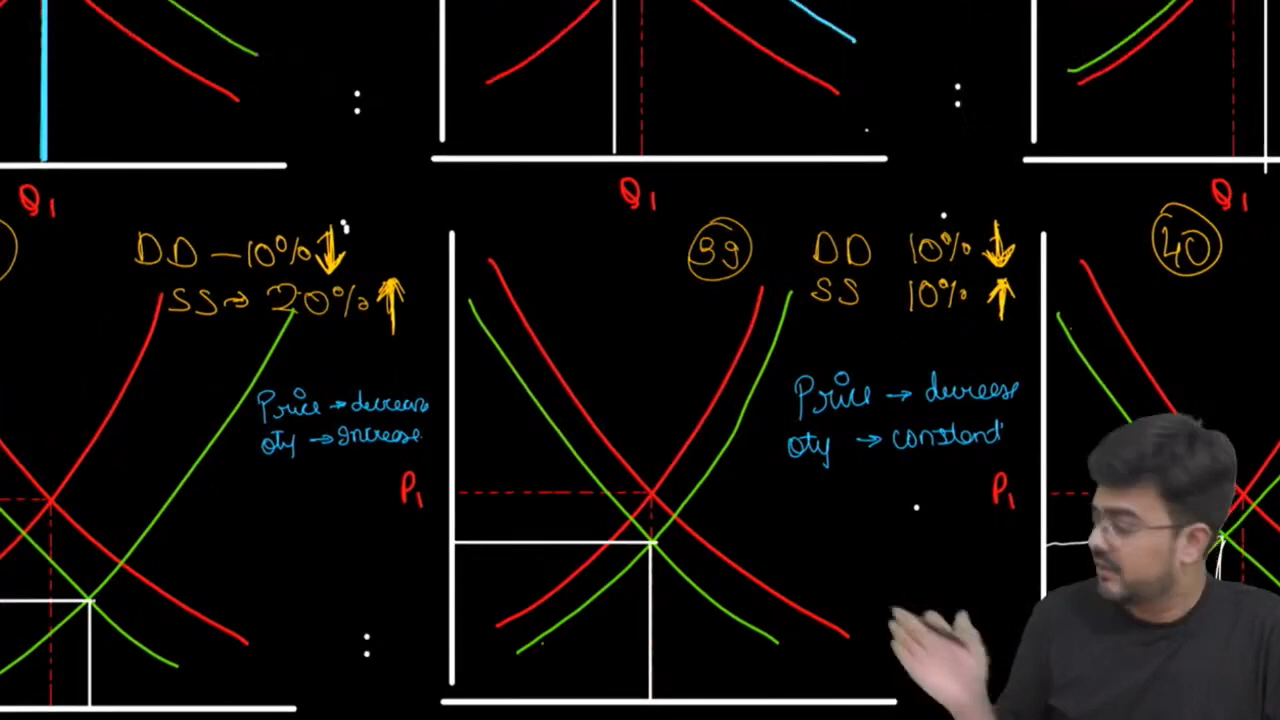 Q1
Q1
Q1
DD - 10% ↓
SS → 20% ↑
Price → decrease
Qty → Increase
P1
39
DD 10% ↓
SS 10% ↑
Price → decrease
Qty → constant
P1
40